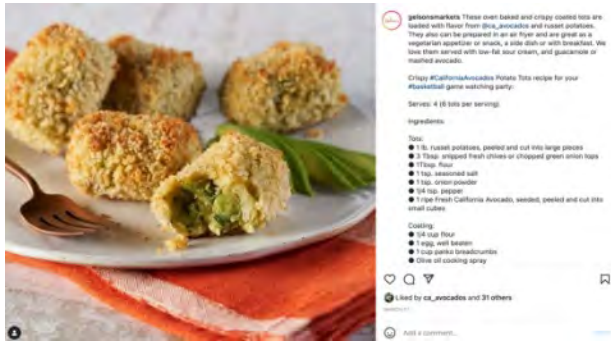 gelsonsmarkets These oven baked and crispy coated tots are
loaded with flavor from @ca_avocados and russet potatoes.
They also can be prepared in an air fryer and are great as a
vegetarian appetizer or snack, a side dish or with breakfast. We
love them served with low-fat sour cream, and guacamole or
mashed avocado.
Crispy #CaliforniaAvocados Potato Tots recipe for your
#basketball game watching party:
Serves: 4 (6 tots per serving)
Ingredients:
Tots:
● 1 lb. russet potatoes, peeled and cut into large pieces
● 3 Tbsp. snipped fresh chives or chopped green onion tops
● 1 Tbsp. flour
● 1 tsp. seasoned salt
● 1 tsp. onion powder
● 1/4 tsp. pepper
● 1 ripe Fresh California Avocado, seeded, peeled and cut into
small cubes
Coating:
● 1/4 cup flour
● 1 egg, well beaten
● 1 cup panko breadcrumbs
● Olive oil cooking spray
Liked by ca_avocados and 31 others
Add a comment...